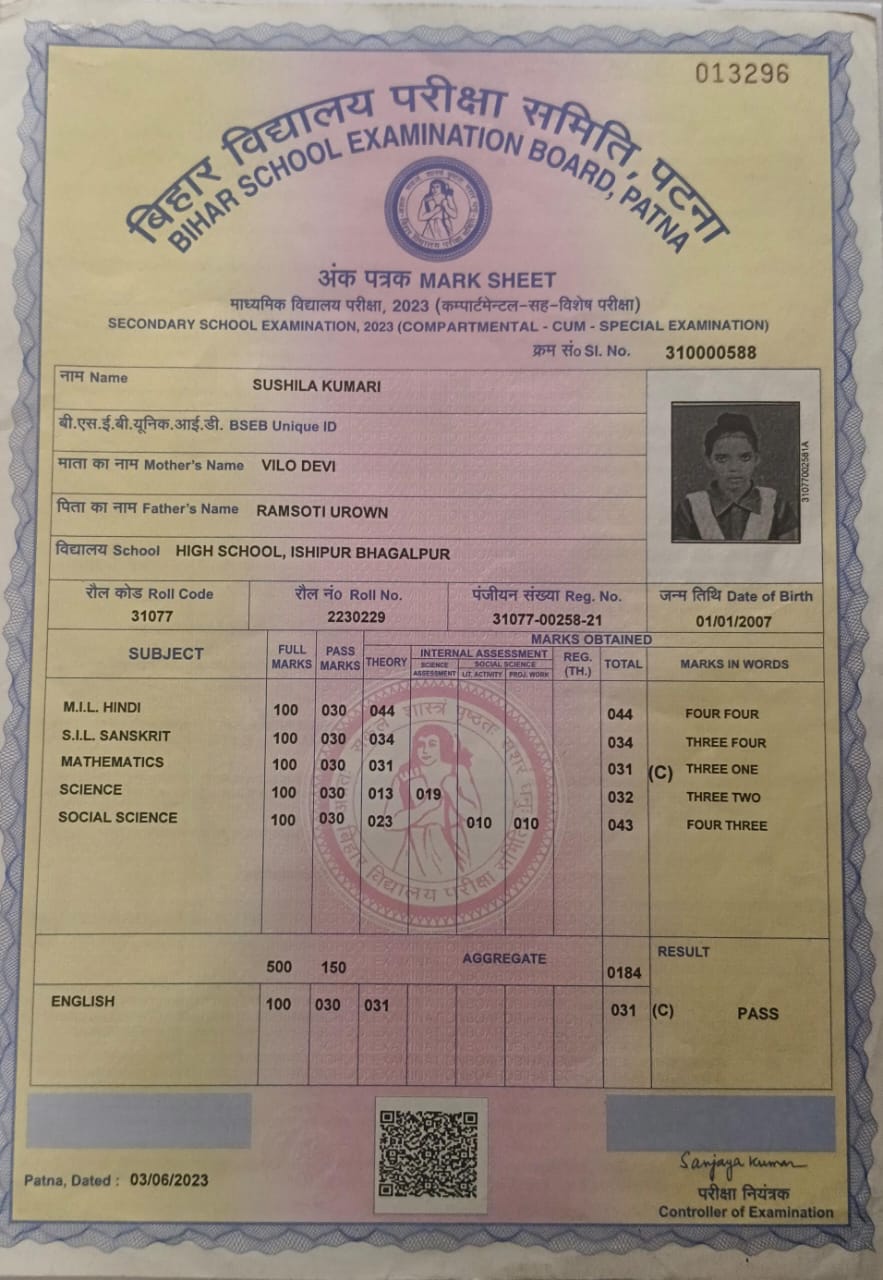 013296
बिहार विद्यालय परीक्षा समिति, पटना
BIHAR SCHOOL EXAMINATION BOARD, PATNA
अंक पत्रक MARK SHEET
माध्यमिक विद्यालय परीक्षा, 2023 (कम्पार्टमेन्टल-सह-विशेष परीक्षा)
SECONDARY SCHOOL EXAMINATION, 2023 (COMPARTMENTAL - CUM - SPECIAL EXAMINATION)
क्रम सं० Sl. No. 310000588
नाम Name SUSHILA KUMARI
बी.एस.ई.बी.यूनिक.आई.डी. BSEB Unique ID
माता का नाम Mother's Name VILO DEVI
पिता का नाम Father's Name RAMSOTI UROWN
विद्यालय School HIGH SCHOOL, ISHIPUR BHAGALPUR
310770002581A
रौल कोड Roll Code रौल नं० Roll No. पंजीयन संख्या Reg. No. जन्म तिथि Date of Birth
31077 2230229 31077-00258-21 01/01/2007
SUBJECT FULL MARKS PASS MARKS MARKS OBTAINED
THEORY INTERNAL ASSESSMENT REG. (TH.) TOTAL MARKS IN WORDS
SCIENCE ASSESSMENT SOCIAL SCIENCE LIT. ACTIVITY PROJ. WORK
M.I.L. HINDI 100 030 044 044 FOUR FOUR
S.I.L. SANSKRIT 100 030 034 034 THREE FOUR
MATHEMATICS 100 030 031 031 (C) THREE ONE
SCIENCE 100 030 013 019 032 THREE TWO
SOCIAL SCIENCE 100 030 023 010 010 043 FOUR THREE
बिहार विद्यालय परीक्षा समिति
500 150 AGGREGATE 0184 RESULT
ENGLISH 100 030 031 031 (C) PASS
Patna, Dated : 03/06/2023
Sanjaya Kumar
परीक्षा नियंत्रक
Controller of Examination